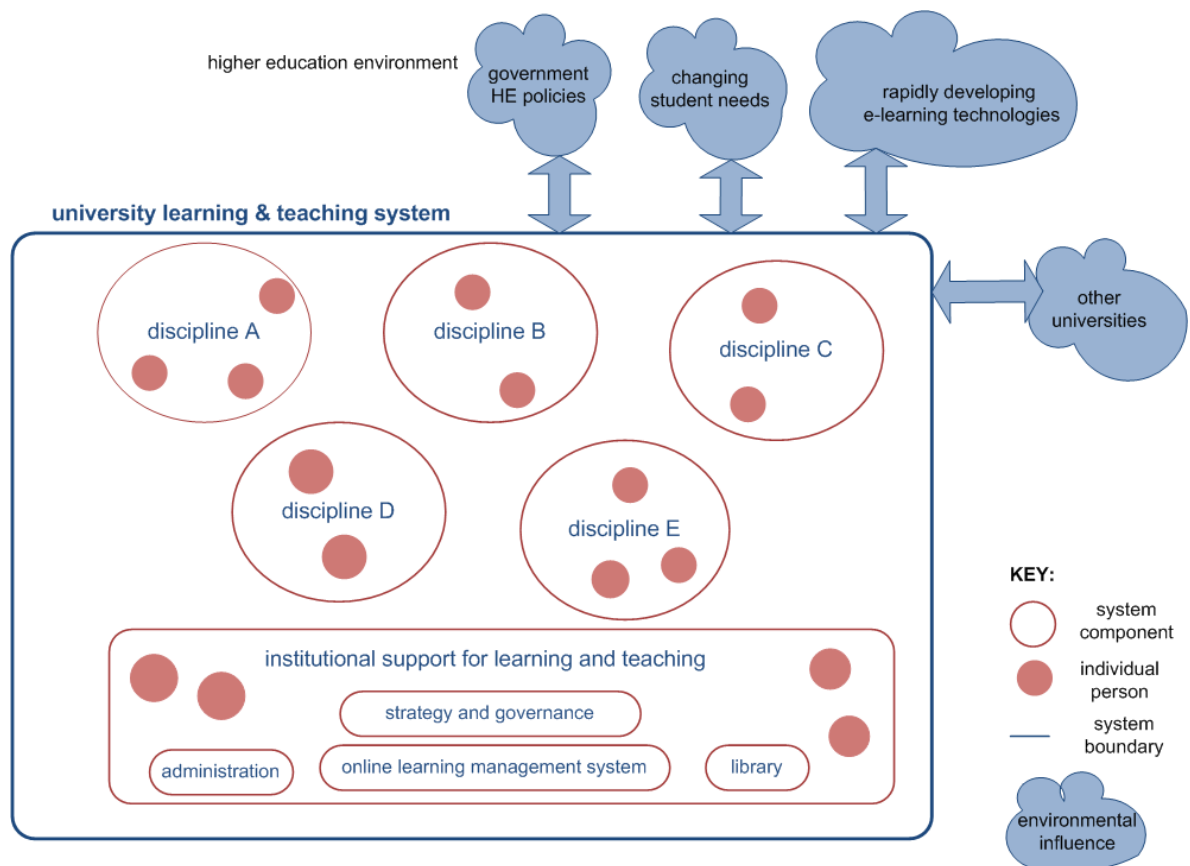 higher education environment
government
HE policies
changing
student needs
rapidly developing
e-learning technologies
university learning & teaching system
other
universities
discipline A
discipline B
discipline C
discipline D
discipline E
institutional support for learning and teaching
strategy and governance
administration
online learning management system
library
KEY:
system
component
individual
person
system
boundary
environmental
influence